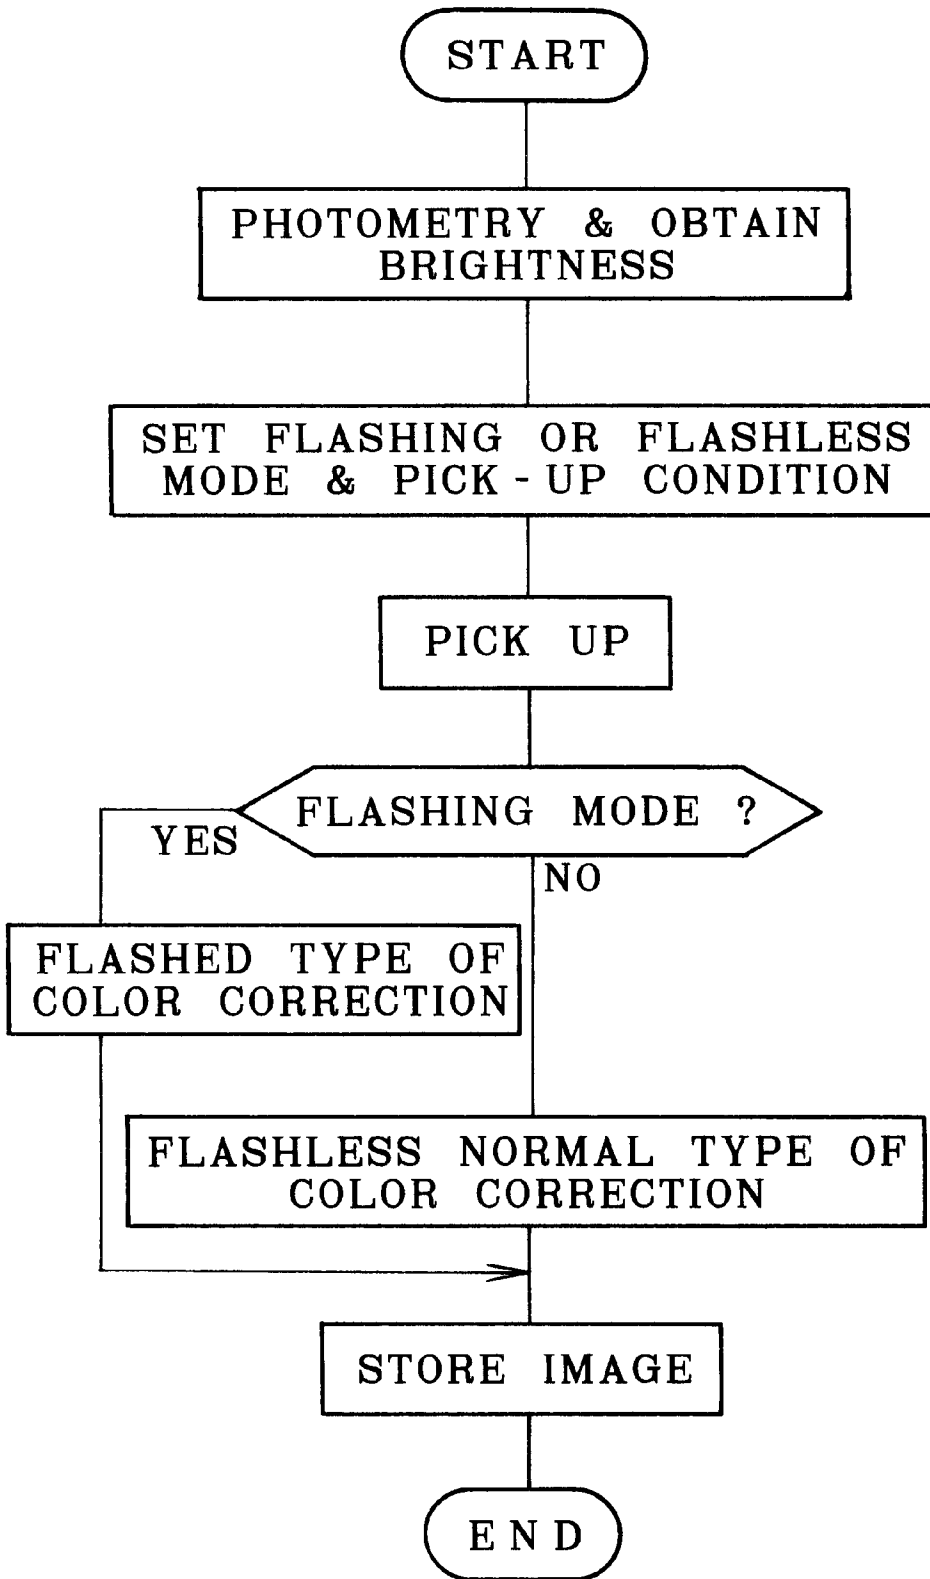 START
PHOTOMETRY & OBTAIN
BRIGHTNESS
SET FLASHING OR FLASHLESS
MODE & PICK-UP CONDITION
PICK UP
FLASHING MODE ?
YES
NO
FLASHED TYPE OF
COLOR CORRECTION
FLASHLESS NORMAL TYPE OF
COLOR CORRECTION
STORE IMAGE
END